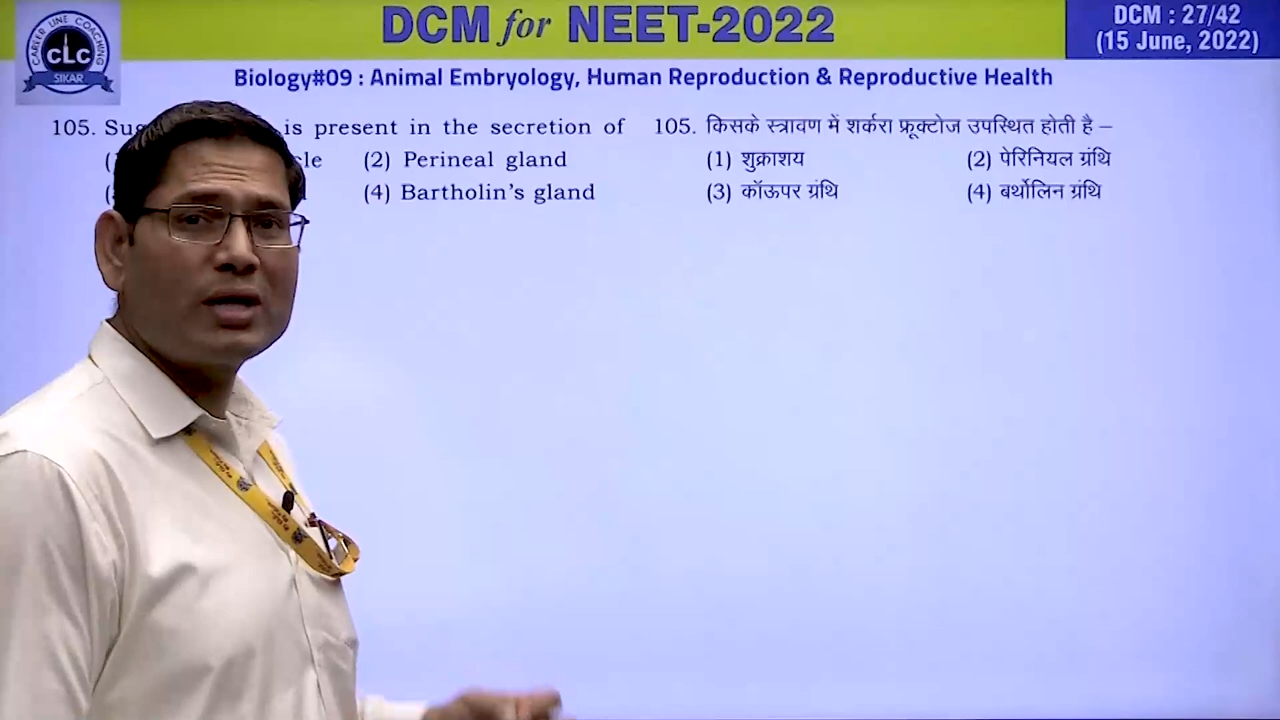 DCM for NEET-2022
DCM : 27/42
(15 June, 2022)
CAREER LINE COACHING
CLC
SIKAR
Biology#09 : Animal Embryology, Human Reproduction & Reproductive Health
105. is present in the secretion of
(2) Perineal gland
(4) Bartholin's gland
105. किसके स्त्रावण में शर्करा फ्रूक्टोज उपस्थित होती है –
(1) शुक्राशय (2) पेरिनियल ग्रंथि
(3) कॉऊपर ग्रंथि (4) बर्थोलिन ग्रंथि